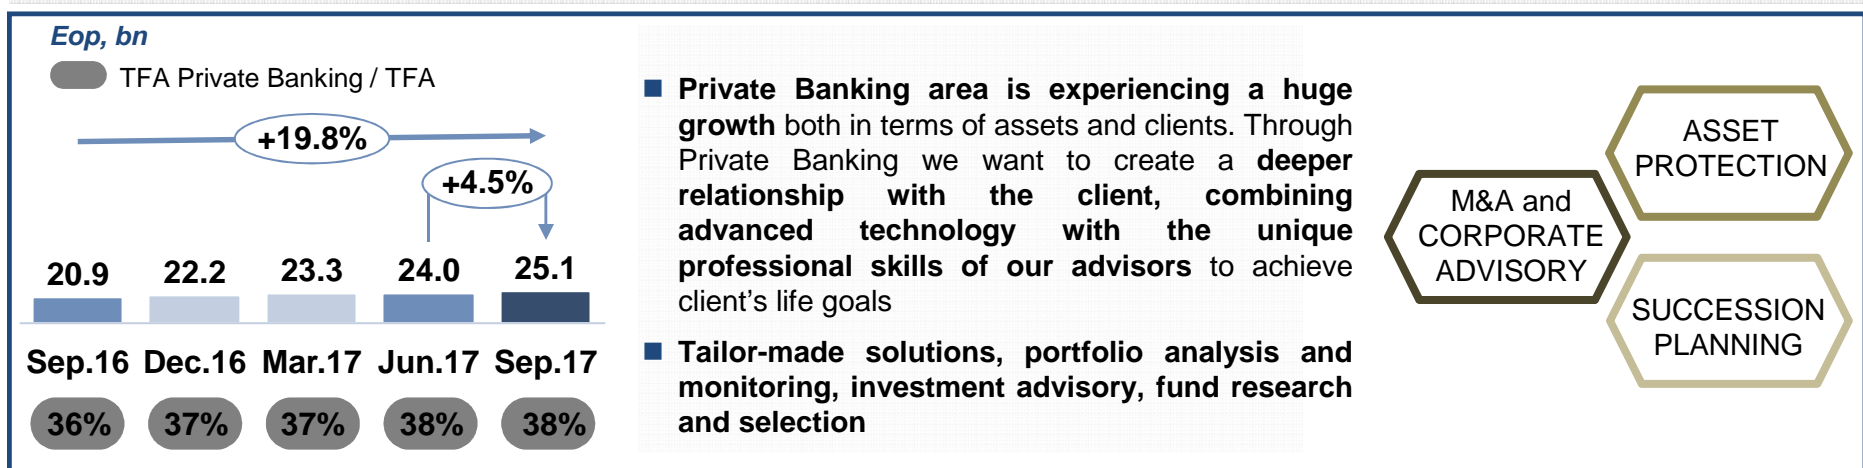 Eop, bn
TFA Private Banking / TFA
+19.8%
+4.5%
20.9 22.2 23.3 24.0 25.1
Sep.16 Dec.16 Mar.17 Jun.17 Sep.17
36% 37% 37% 38% 38%
Private Banking area is experiencing a huge
growth both in terms of assets and clients. Through
Private Banking we want to create a deeper
relationship with the client, combining
advanced technology with the unique
professional skills of our advisors to achieve
client's life goals
Tailor-made solutions, portfolio analysis and
monitoring, investment advisory, fund research
and selection
M&A and
CORPORATE
ADVISORY
ASSET
PROTECTION
SUCCESSION
PLANNING